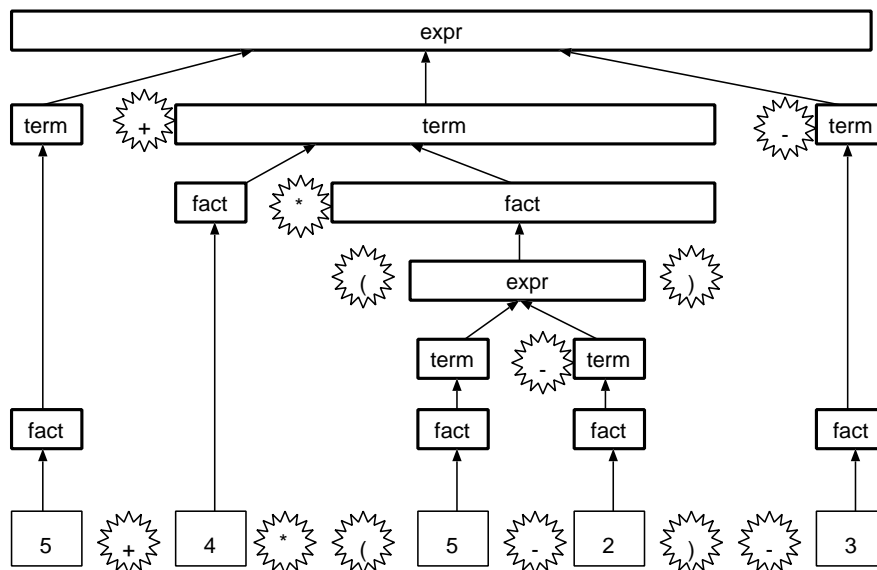 expr
term + term - term
fact * fact
( expr )
term - term
fact fact fact fact
5 + 4 * ( 5 - 2 ) - 3